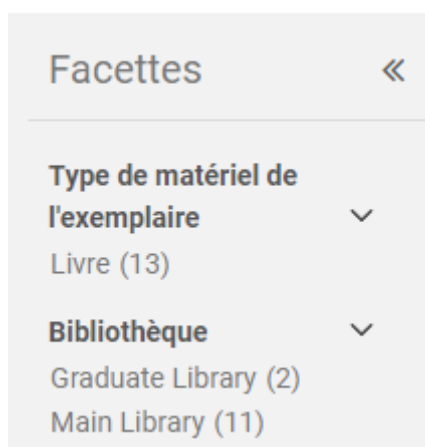 Facettes
Type de matériel de
l'exemplaire
Livre (13)
Bibliothèque
Graduate Library (2)
Main Library (11)